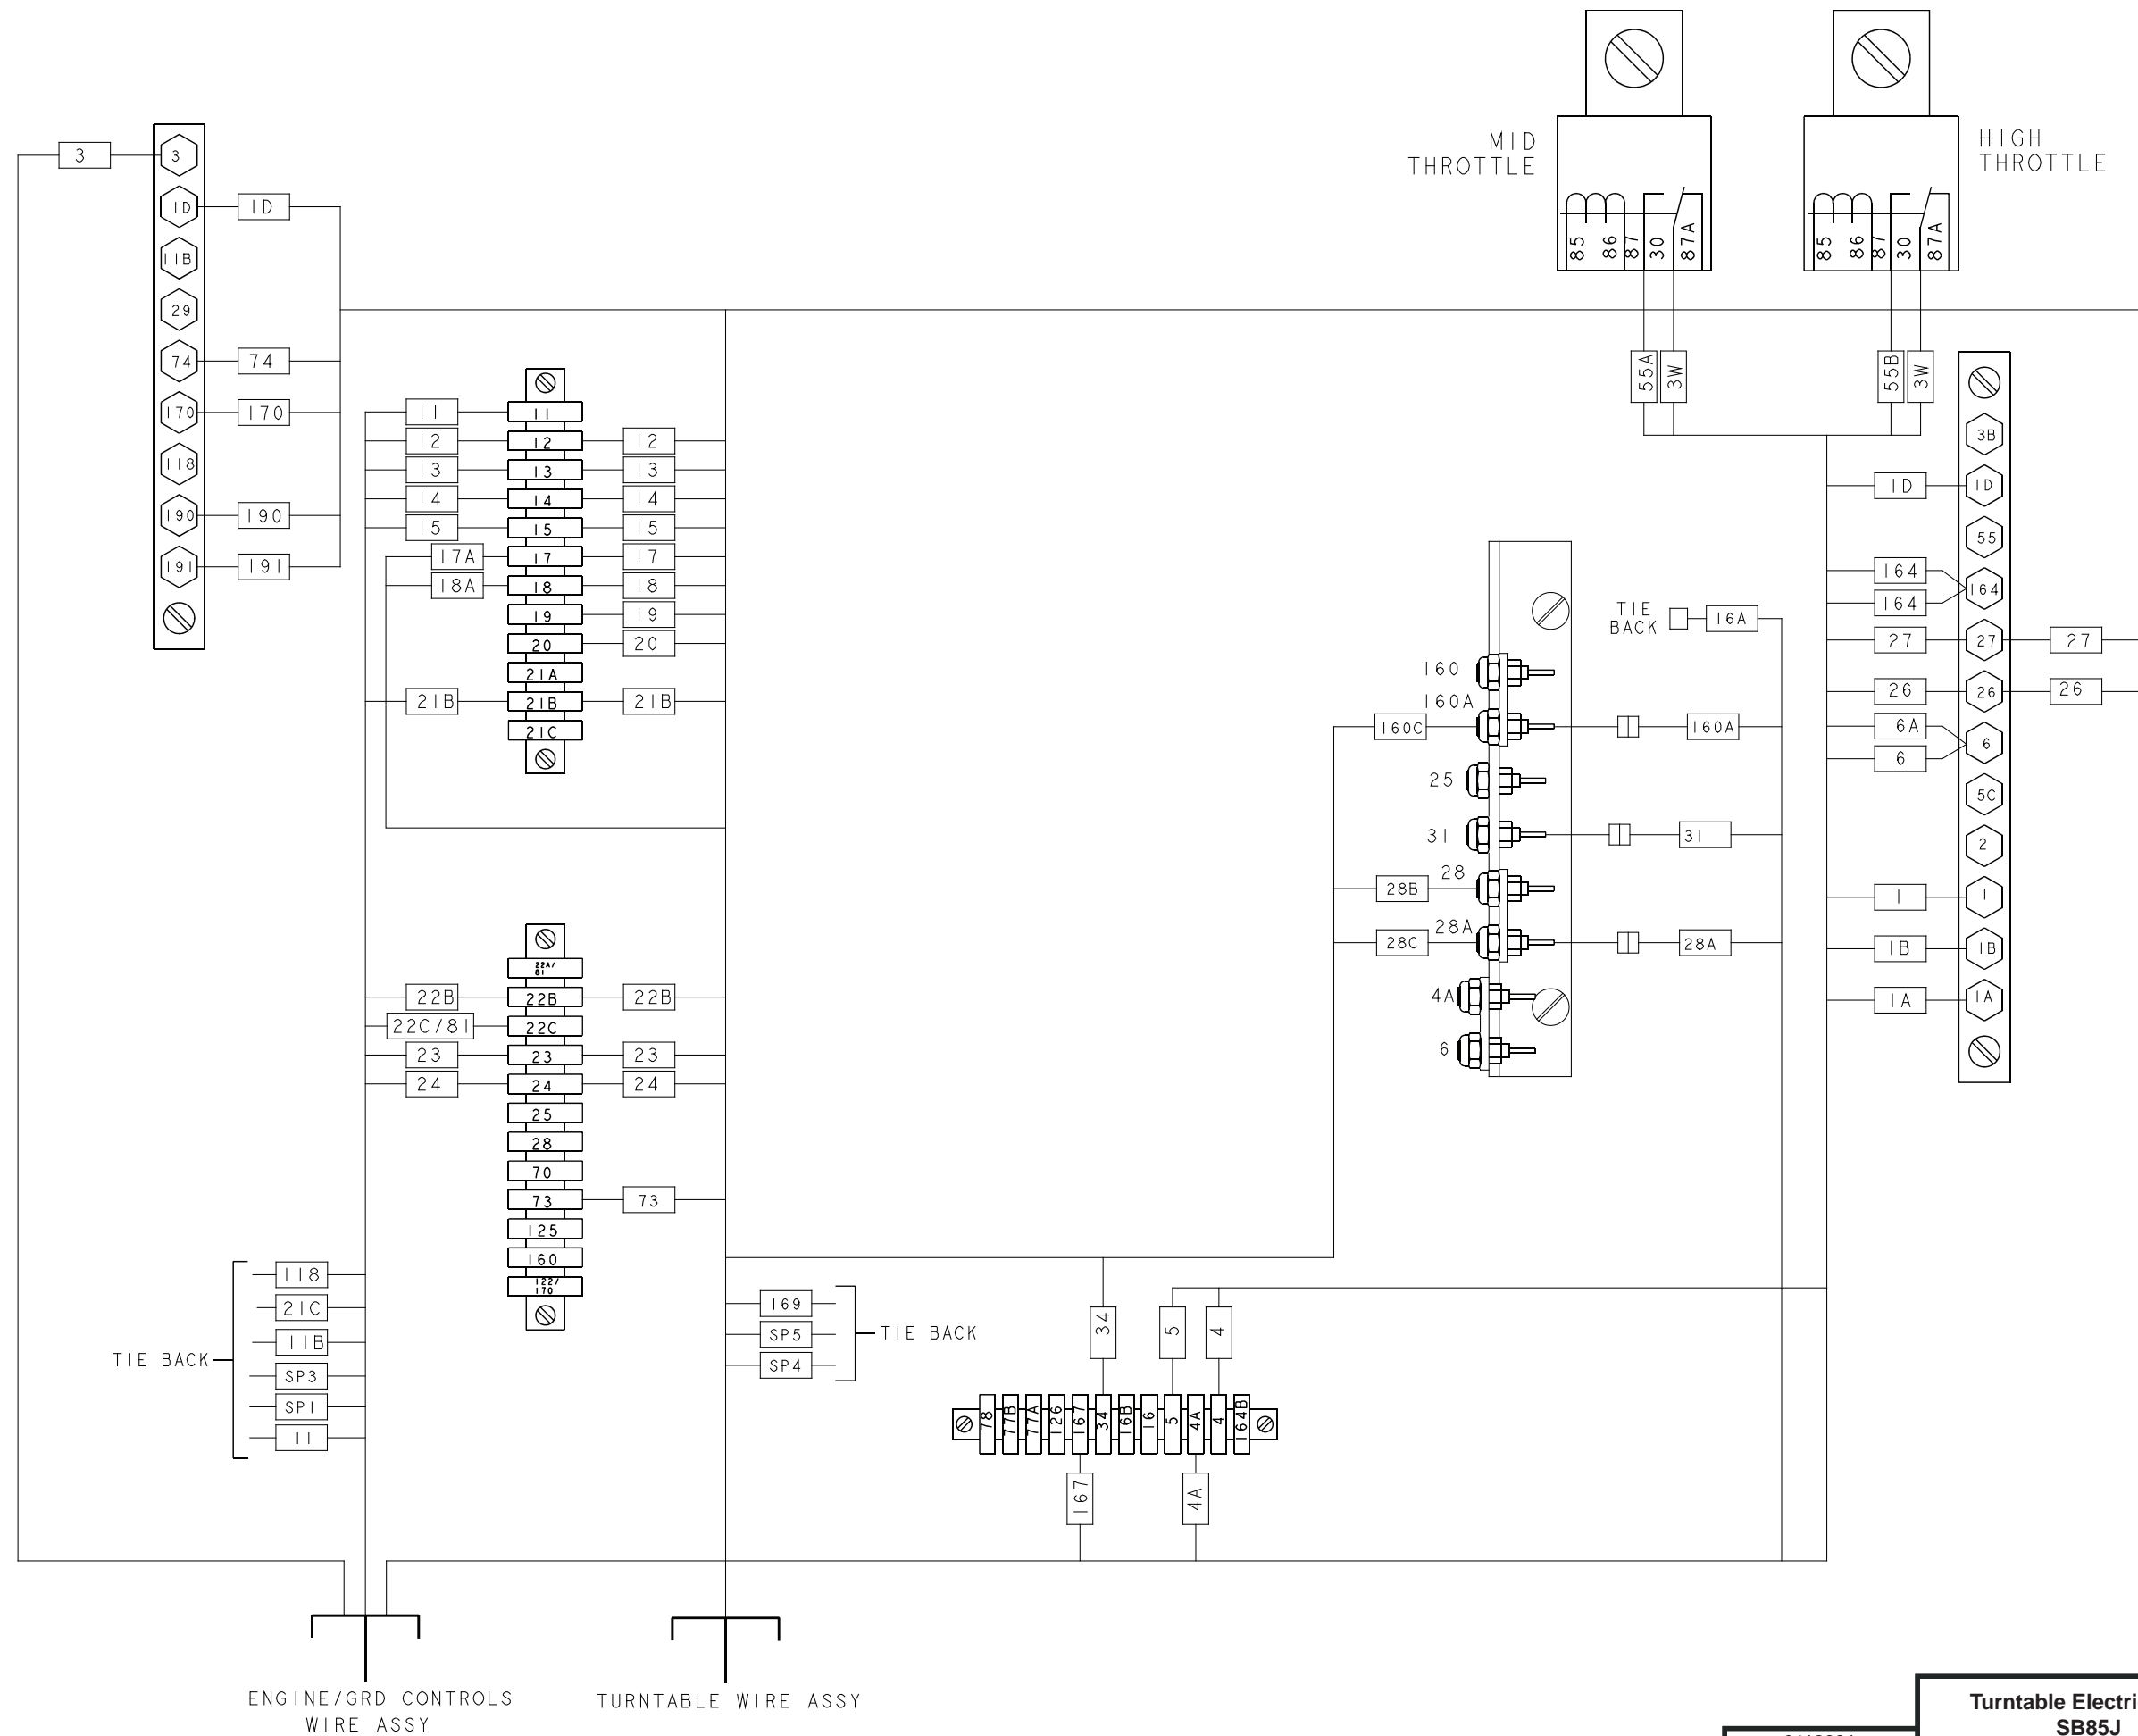 MID
THROTTLE
HIGH
THROTTLE
85
86
87
30
87A
85
86
87
30
87A
55A
3W
55B
3W
3
3
1D
1D
11B
29
74
74
170
170
118
190
190
191
191
11
11
12
12
12
13
13
13
14
14
14
15
15
15
17A
17
17
18A
18
18
19
19
20
20
21A
21B
21B
21B
21C
22A/
81
22B
22B
22B
22C/81
22C
23
23
23
24
24
24
25
28
70
73
73
125
160
122/
170
TIE
BACK
16A
160
160A
160C
160A
25
31
31
28
28B
28A
28C
28A
4A
6
3B
1D
1D
55
164
164
164
27
27
27
26
26
26
6A
6
6
5C
2
1
1
1B
1B
1A
1A
TIE BACK
118
21C
11B
SP3
SP1
11
169
SP5
SP4
TIE BACK
34
5
4
78
77B
77A
126
167
34
16B
16
5
4A
4
164B
167
4A
ENGINE/GRD CONTROLS
WIRE ASSY
TURNTABLE WIRE ASSY
Turntable Electri
SB85J